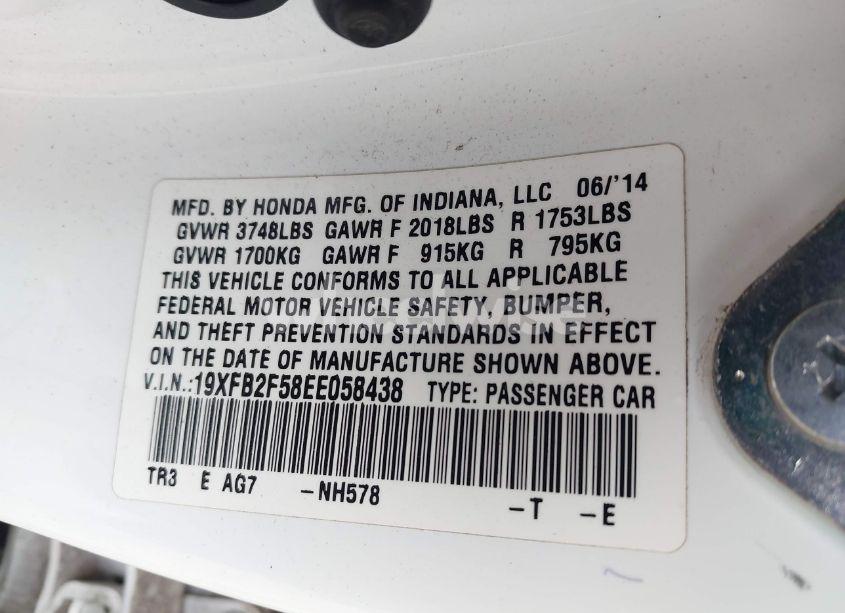 MFD. BY HONDA MFG. OF INDIANA, LLC 06/'14
GVWR 3748LBS GAWR F 2018LBS R 1753LBS
GVWR 1700KG GAWR F 915KG R 795KG
THIS VEHICLE CONFORMS TO ALL APPLICABLE
FEDERAL MOTOR VEHICLE SAFETY, BUMPER,
AND THEFT PREVENTION STANDARDS IN EFFECT
ON THE DATE OF MANUFACTURE SHOWN ABOVE.
V.I.N.:19XFB2F58EE058438 TYPE: PASSENGER CAR
TR3 E AG7 -NH578 -T -E